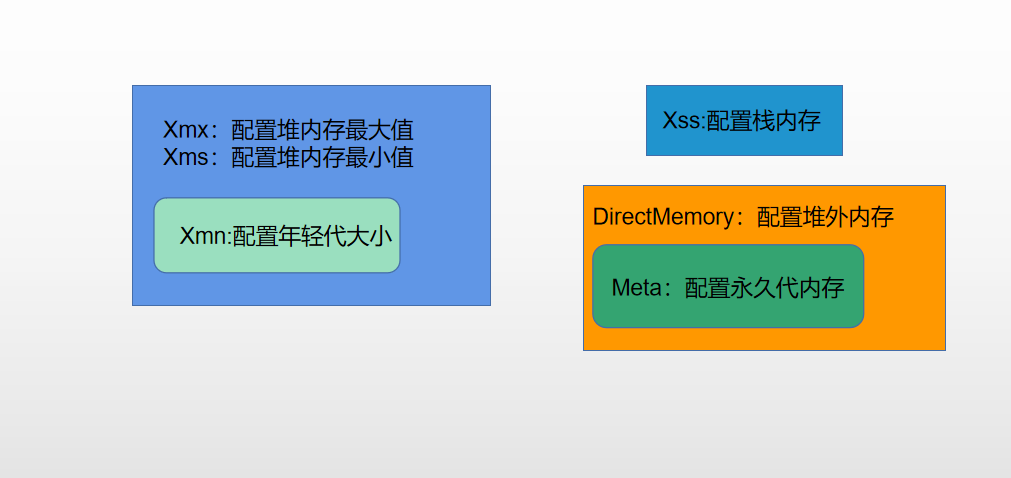 Xmx：配置堆内存最大值
Xms：配置堆内存最小值
Xmn:配置年轻代大小
Xss:配置栈内存
DirectMemory：配置堆外内存
Meta：配置永久代内存